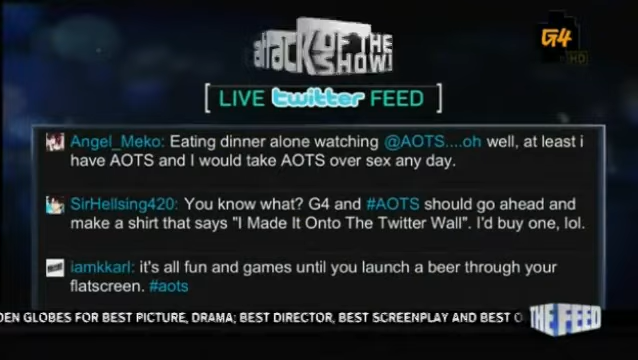 attack OF THE SHOW!
G4
HD
[ LIVE twitter FEED ]
Angel_Meko: Eating dinner alone watching @AOTS....oh well, at least i
have AOTS and I would take AOTS over sex any day.
SirHellsing420: You know what? G4 and #AOTS should go ahead and
make a shirt that says "I Made It Onto The Twitter Wall". I'd buy one, lol.
iamkkarl: it's all fun and games until you launch a beer through your
flatscreen. #aots
DEN GLOBES FOR BEST PICTURE, DRAMA; BEST DIRECTOR, BEST SCREENPLAY AND BEST O
THE FEED